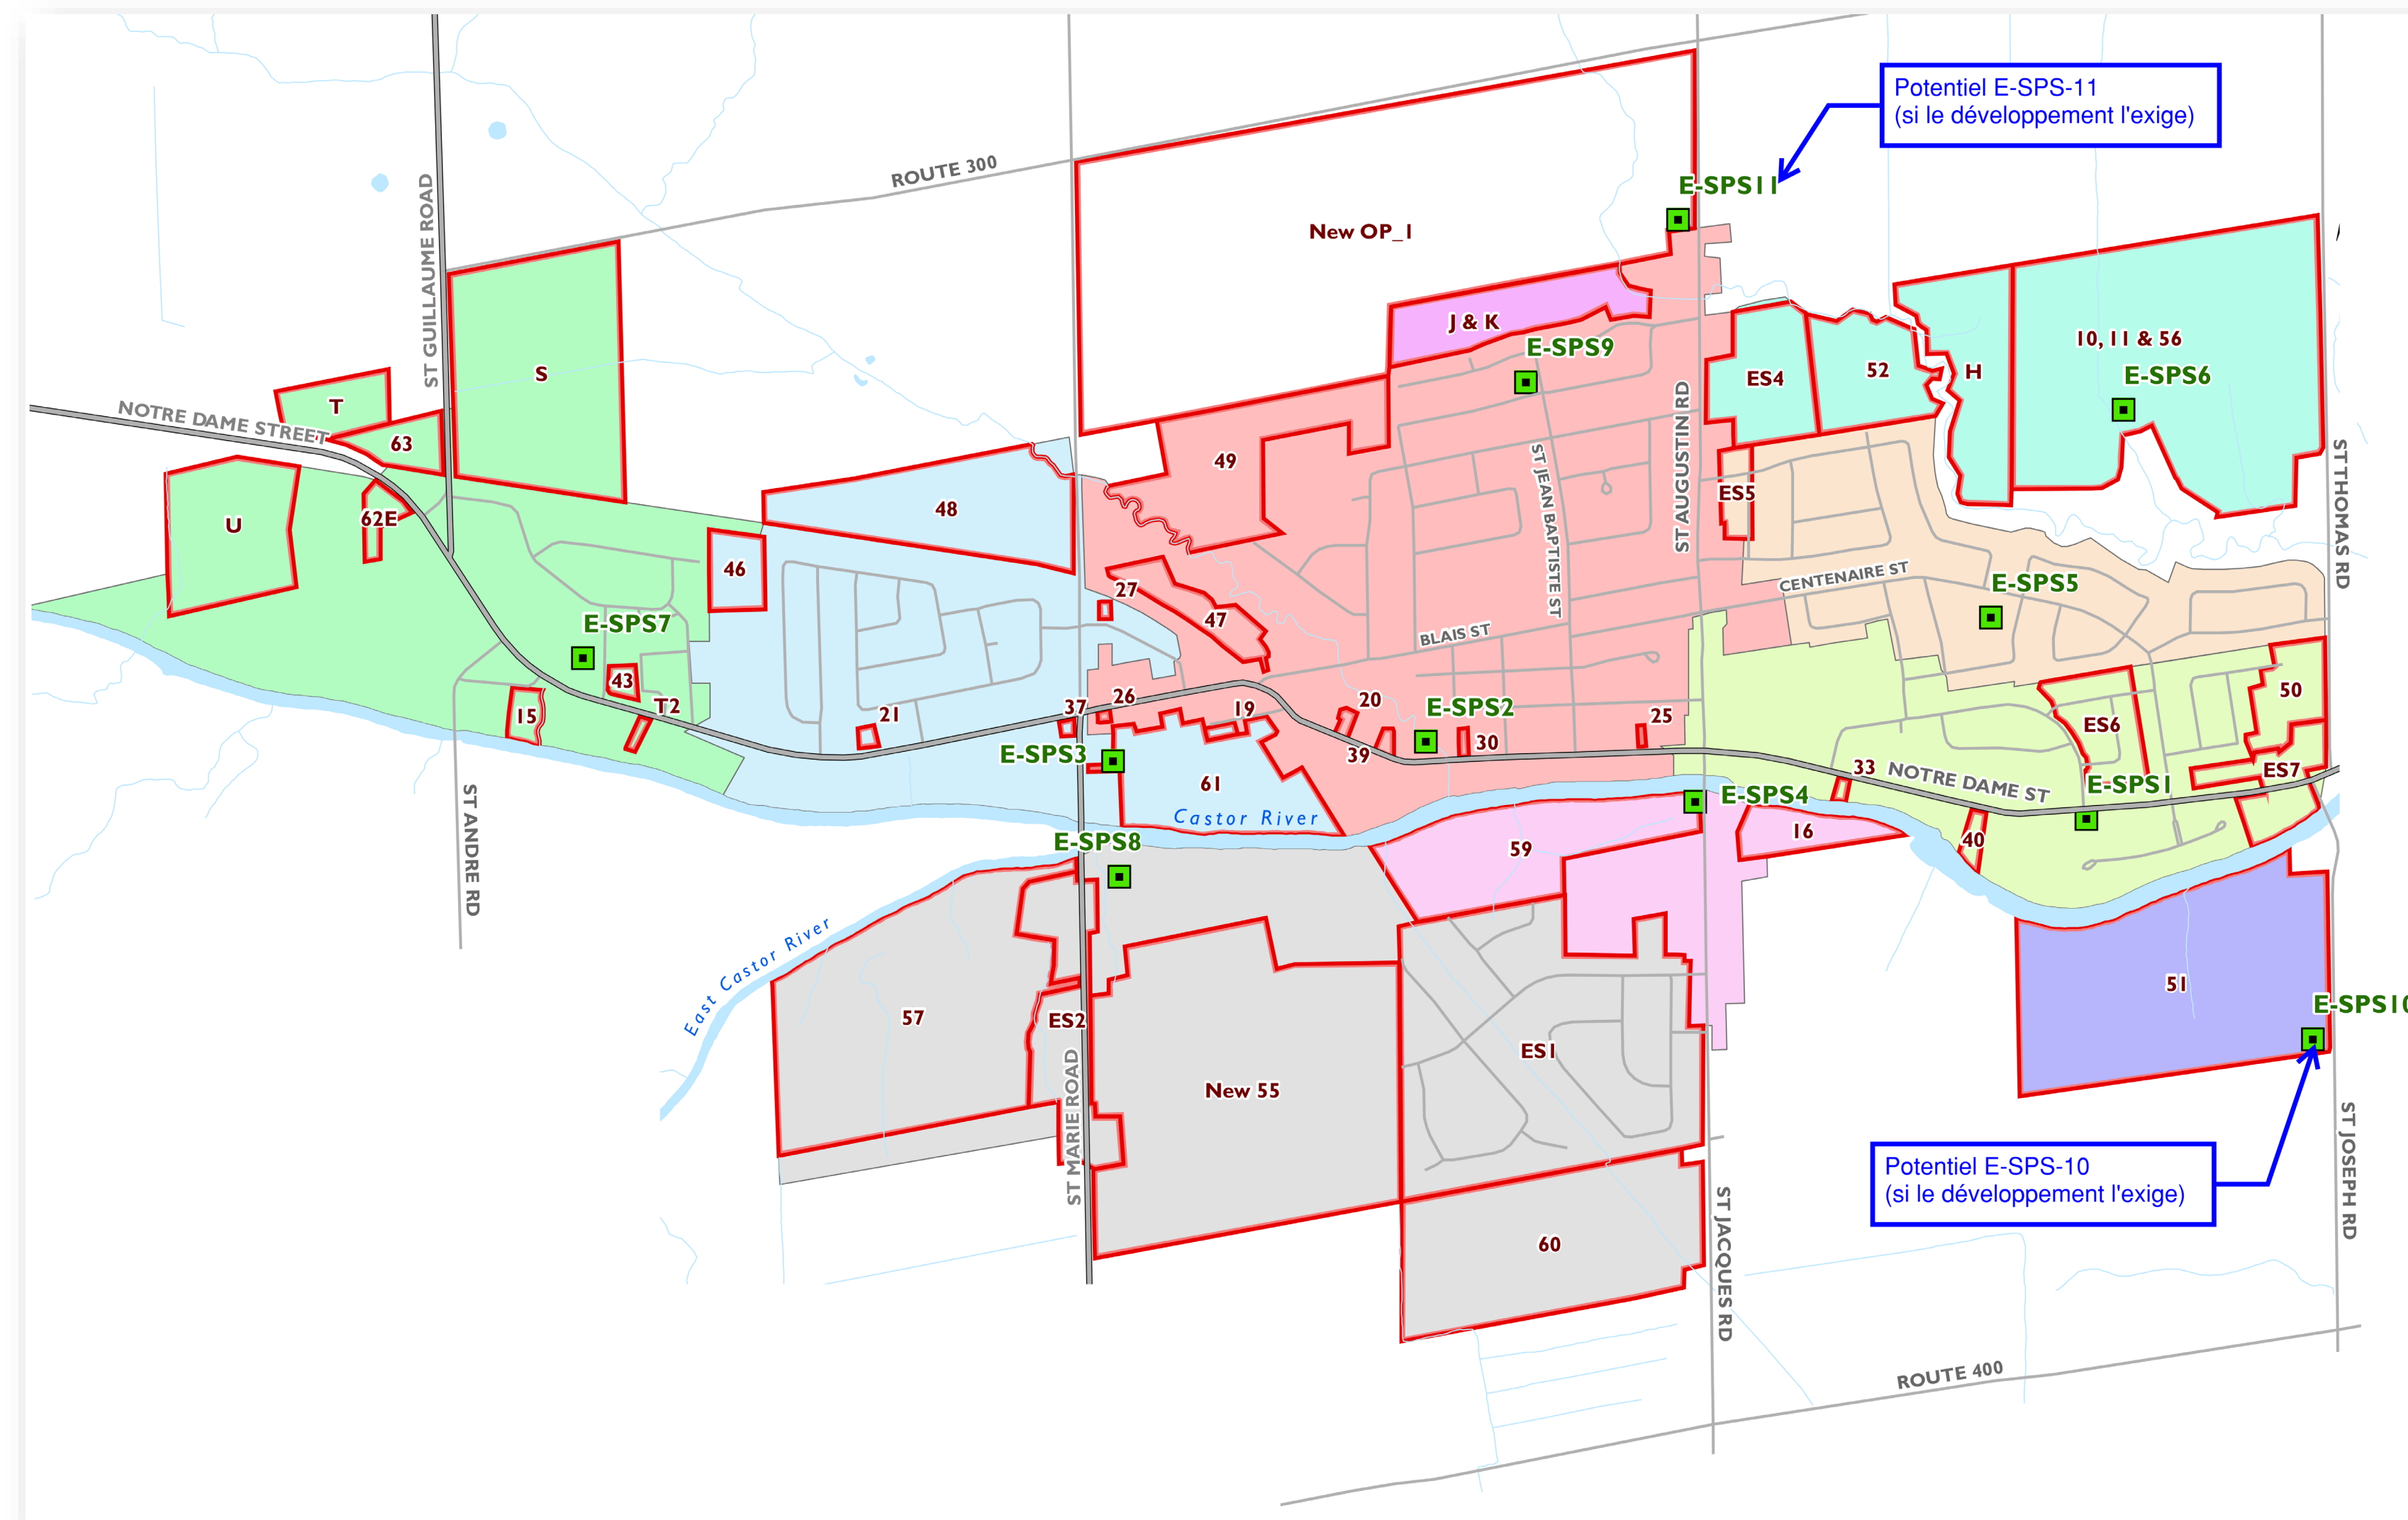 Potentiel E-SPS-11
(si le développement l'exige)
ROUTE 300
E-SPS11
New OP_1
ST GUILLAUME ROAD
J & K
E-SPS9
10, 11 & 56
E-SPS6
S
ES4
52
H
T
NOTRE DAME STREET
63
49
ST AUGUSTIN RD
ST JEAN BAPTISTE ST
ST THOMAS RD
U
62E
48
ES5
46
CENTENAIRE ST
E-SPS5
27
47
BLAIS ST
E-SPS7
43
15
T2
21
37
26
19
20
E-SPS2
39
30
25
50
ES6
ES7
E-SPS3
61
Castor River
E-SPS4
33
NOTRE DAME ST
E-SPS1
16
40
59
E-SPS8
ST ANDRE RD
East Castor River
57
ES2
ES1
New 55
51
E-SPS10
ST MARIE ROAD
Potentiel E-SPS-10
(si le développement l'exige)
ST JOSEPH RD
60
ST JACQUES RD
ROUTE 400